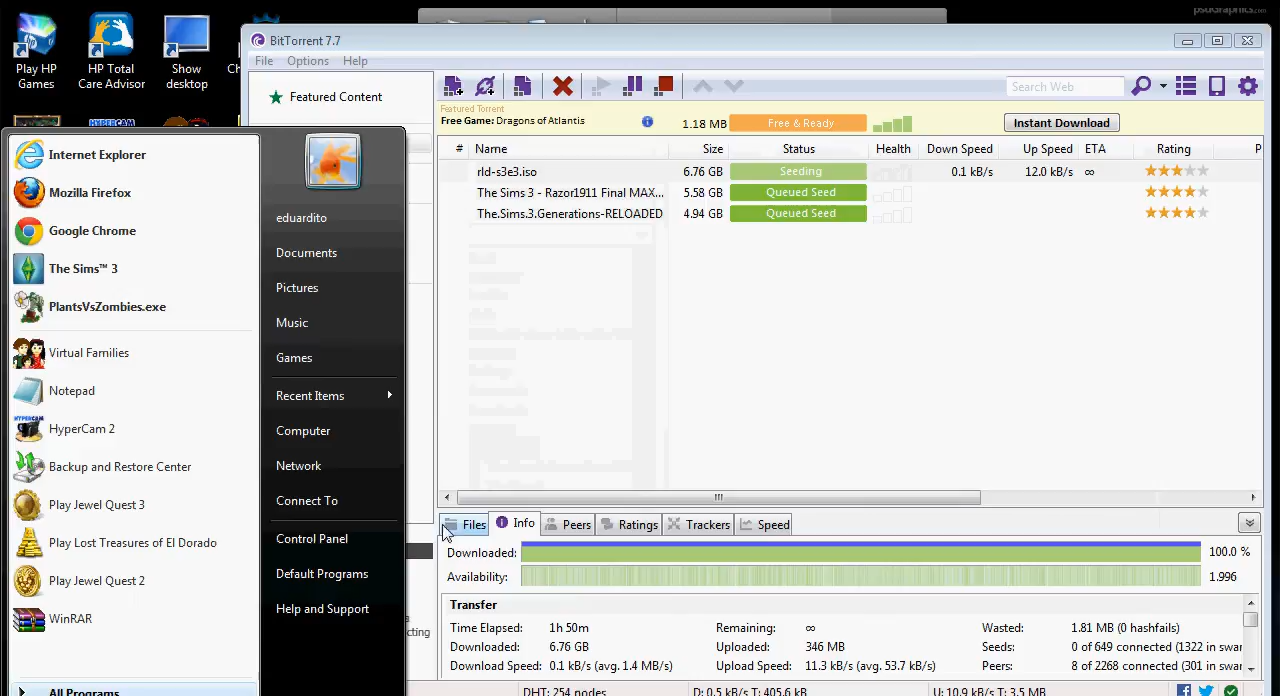 psdGraphics.com
BitTorrent 7.7
File Options Help
Play HP Games
HP Total Care Advisor
Show desktop
Featured Content
Search Web
Featured Torrent
Free Game: Dragons of Atlantis
1.18 MB
Free & Ready
Instant Download
# Name Size Status Health Down Speed Up Speed ETA Rating P
rld-s3e3.iso 6.76 GB Seeding 0.1 kB/s 12.0 kB/s ∞
The Sims 3 - Razor1911 Final MAX... 5.58 GB Queued Seed
The.Sims.3.Generations-RELOADED 4.94 GB Queued Seed
Internet Explorer
Mozilla Firefox
Google Chrome
The Sims™ 3
PlantsVsZombies.exe
Virtual Families
Notepad
HyperCam 2
Backup and Restore Center
Play Jewel Quest 3
Play Lost Treasures of El Dorado
Play Jewel Quest 2
WinRAR
All Programs
eduardito
Documents
Pictures
Music
Games
Recent Items
Computer
Network
Connect To
Control Panel
Default Programs
Help and Support
Files Info Peers Ratings Trackers Speed
Downloaded: 100.0 %
Availability: 1.996
Transfer
Time Elapsed: 1h 50m Remaining: ∞ Wasted: 1.81 MB (0 hashfails)
Downloaded: 6.76 GB Uploaded: 346 MB Seeds: 0 of 649 connected (1322 in swar
Download Speed: 0.1 kB/s (avg. 1.4 MB/s) Upload Speed: 11.3 kB/s (avg. 53.7 kB/s) Peers: 8 of 2268 connected (301 in swar
DHT: 254 nodes D: 0.5 kB/s T: 405.6 kB U: 10.9 kB/s T: 3.5 MB